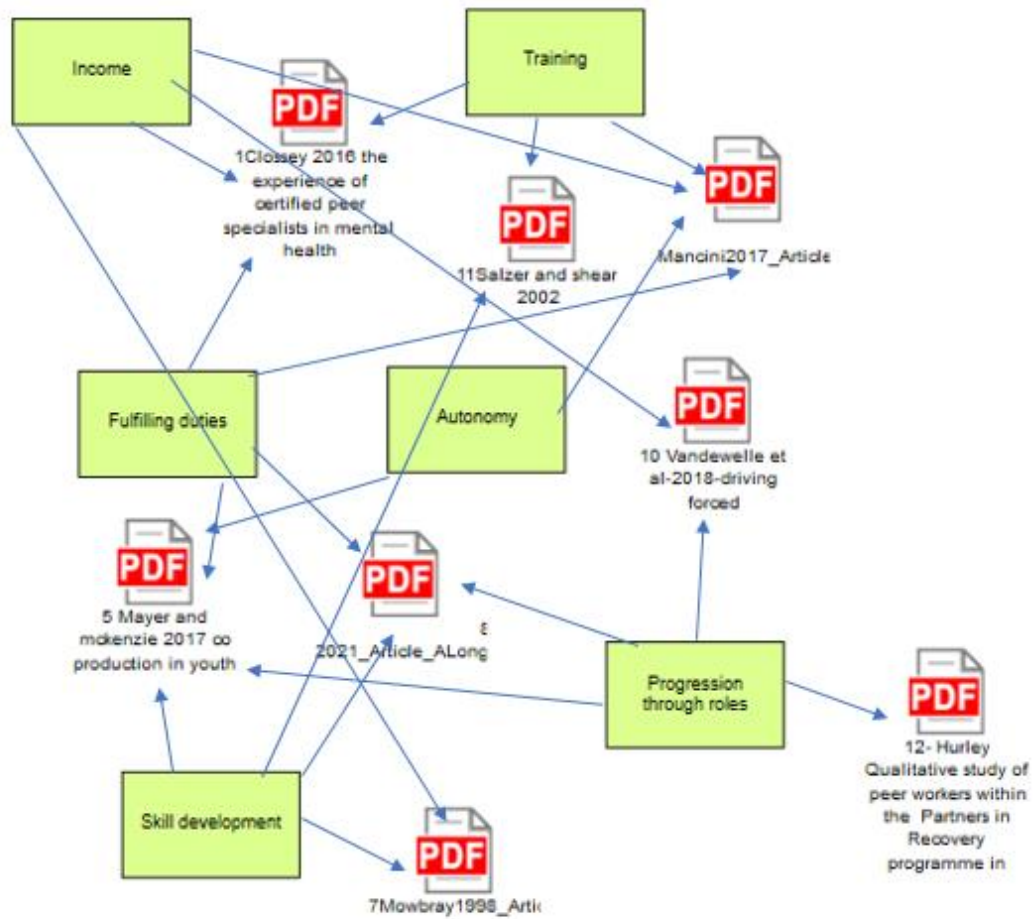 Income
Training
PDF
1Clossey 2016 the
experience of
certified peer
specialists in mental
health
PDF
Mancini2017_Article
PDF
11Salzer and shear
2002
Fulfilling duties
Autonomy
PDF
10 Vandewelle et
al-2018-driving
forced
PDF
5 Mayer and
mckenzie 2017 co
production in youth
PDF
2021_Article_ALong
Progression
through roles
PDF
12- Hurley
Qualitative study of
peer workers within
the Partners in
Recovery
programme in
Skill development
PDF
7Mowbray1998_Artic